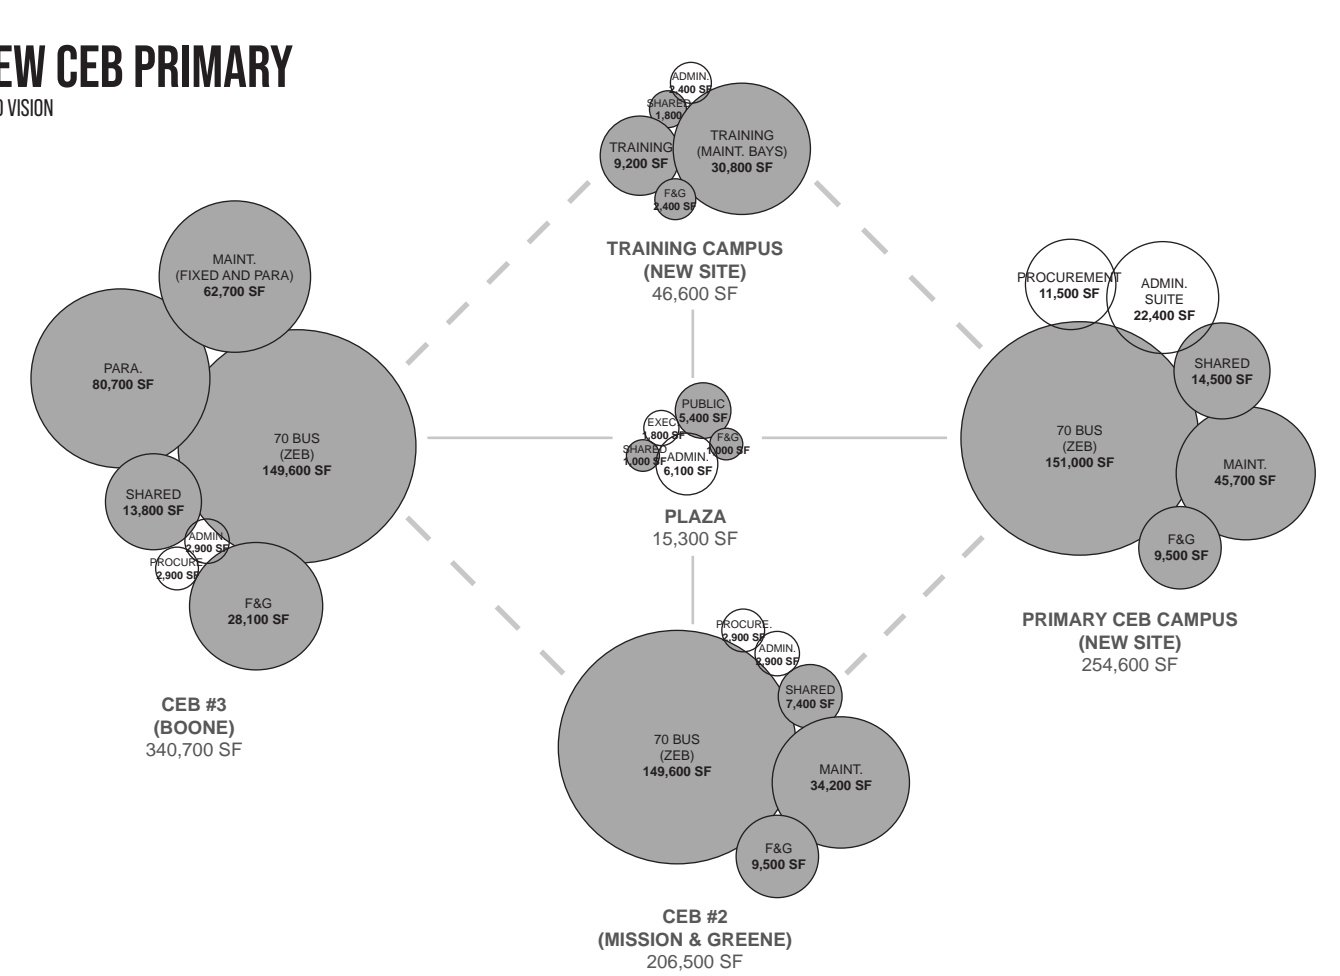 EW CEB PRIMARY
VISION
ADMIN.
2,400 SF
SHARED
1,800
TRAINING
9,200 SF
TRAINING
(MAINT. BAYS)
30,800 SF
F&G
2,400 SF
TRAINING CAMPUS
(NEW SITE)
46,600 SF
MAINT.
(FIXED AND PARA)
62,700 SF
PARA.
80,700 SF
70 BUS
(ZEB)
149,600 SF
SHARED
13,800 SF
ADMIN
2,900 SF
PROCURE.
2,900 SF
F&G
28,100 SF
CEB #3
(BOONE)
340,700 SF
PUBLIC
5,400 SF
EXEC
1,800 SF
F&G
1,000 SF
SHARED
1,000 SF
ADMIN.
6,100 SF
PLAZA
15,300 SF
PROCUREMENT
11,500 SF
ADMIN.
SUITE
22,400 SF
SHARED
14,500 SF
70 BUS
(ZEB)
151,000 SF
MAINT.
45,700 SF
F&G
9,500 SF
PRIMARY CEB CAMPUS
(NEW SITE)
254,600 SF
PROCURE.
2,900 SF
ADMIN.
2,900 SF
SHARED
7,400 SF
70 BUS
(ZEB)
149,600 SF
MAINT.
34,200 SF
F&G
9,500 SF
CEB #2
(MISSION & GREENE)
206,500 SF